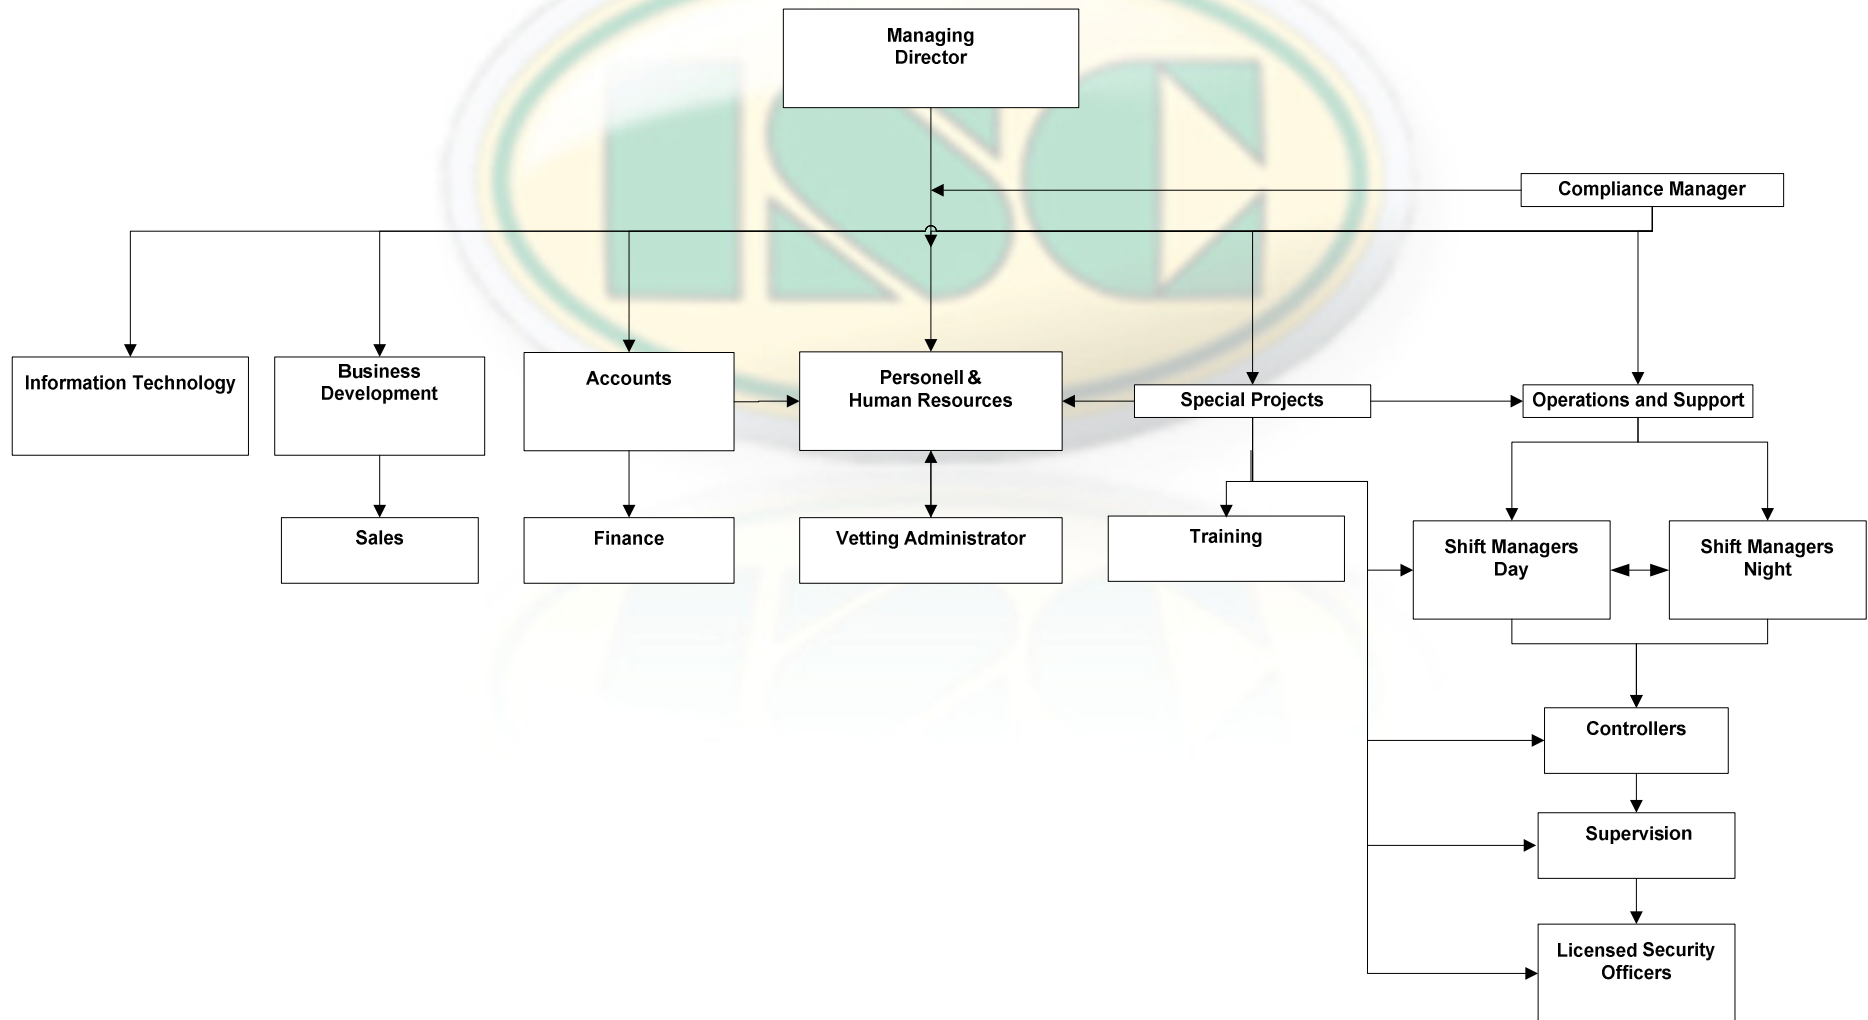 Managing
Director
Compliance Manager
Information Technology
Business
Development
Accounts
Personell &
Human Resources
Special Projects
Operations and Support
Sales
Finance
Vetting Administrator
Training
Shift Managers
Day
Shift Managers
Night
Controllers
Supervision
Licensed Security
Officers
ISC